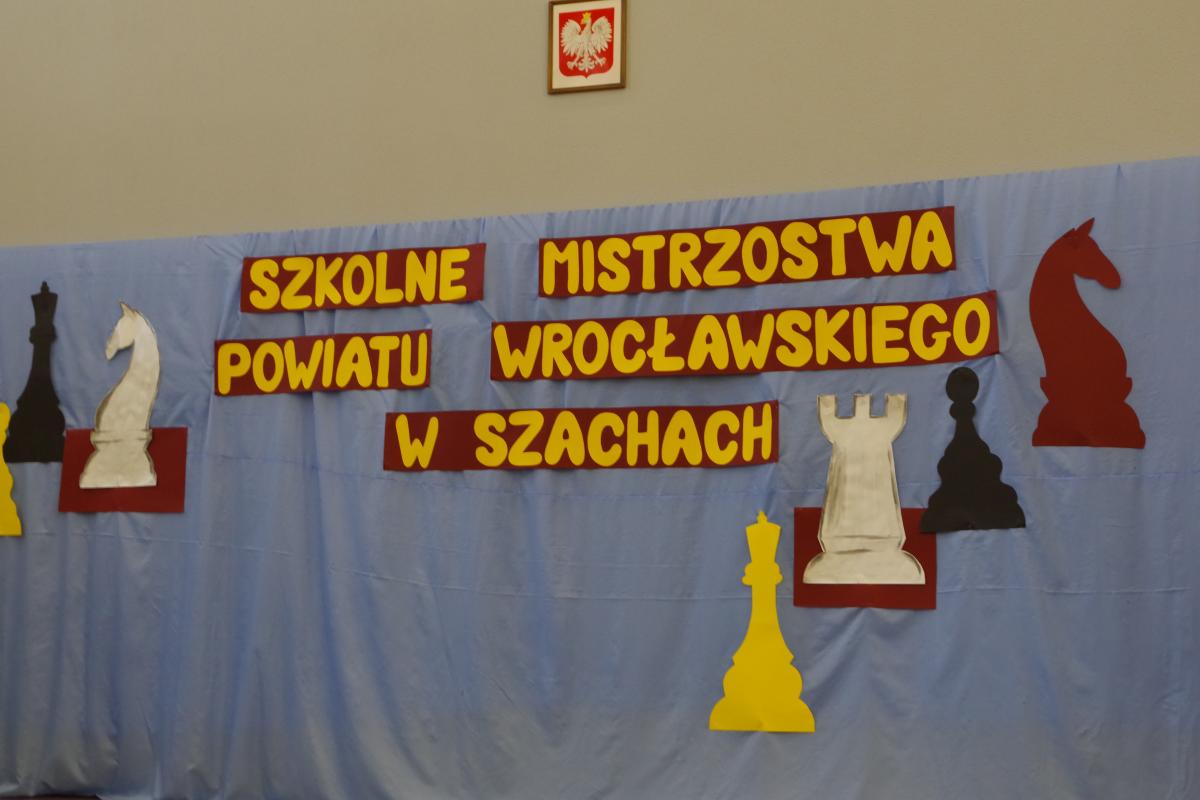 SZKOLNE MISTRZOSTWA
POWIATU WROCŁAWSKIEGO
W SZACHACH